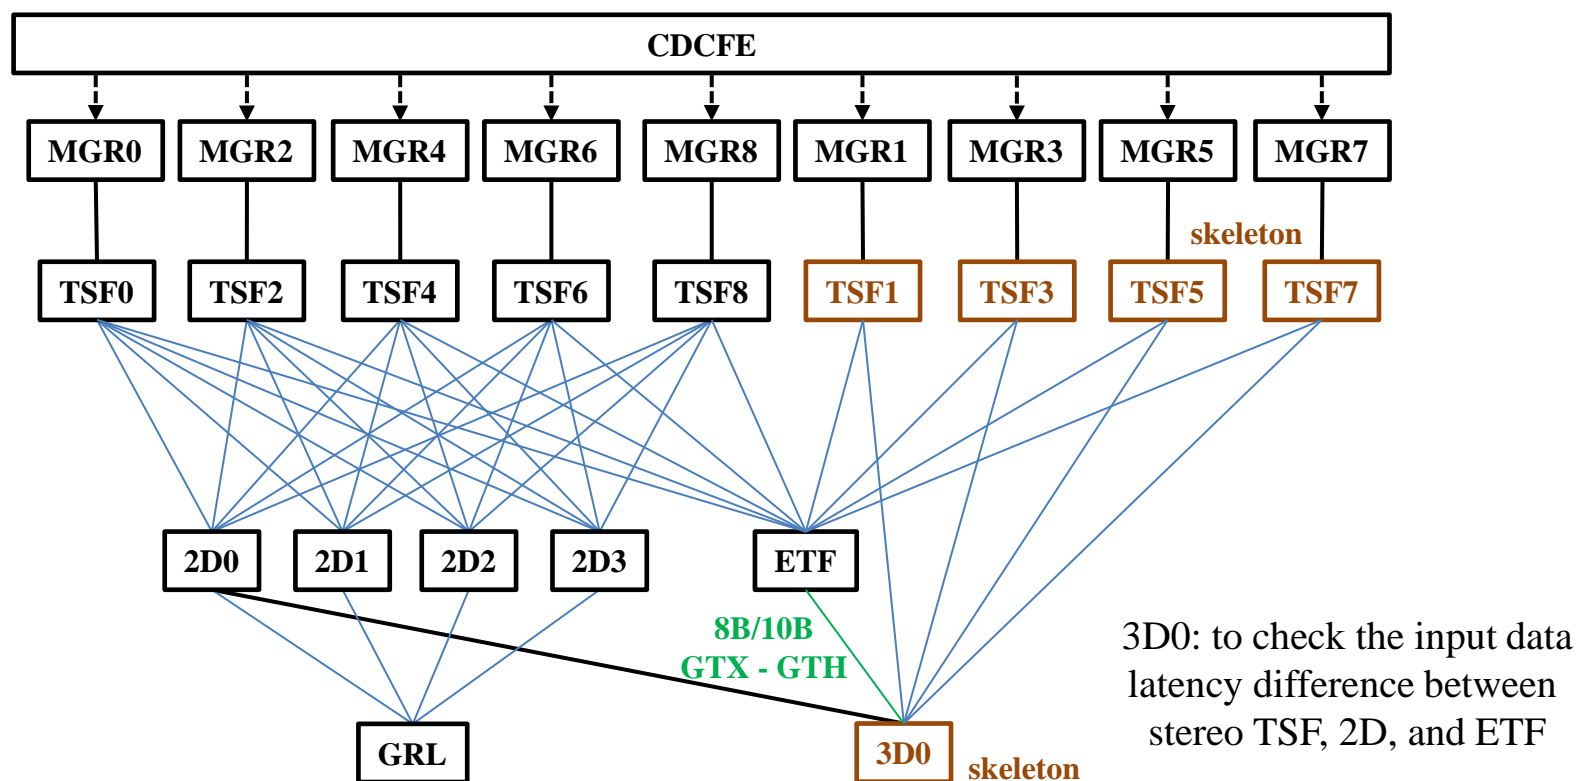 CDCFE
MGR0 MGR2 MGR4 MGR6 MGR8 MGR1 MGR3 MGR5 MGR7
skeleton
TSF0 TSF2 TSF4 TSF6 TSF8 TSF1 TSF3 TSF5 TSF7
2D0 2D1 2D2 2D3 ETF
8B/10B
GTX - GTH
3D0: to check the input data
latency difference between
stereo TSF, 2D, and ETF
GRL 3D0
skeleton